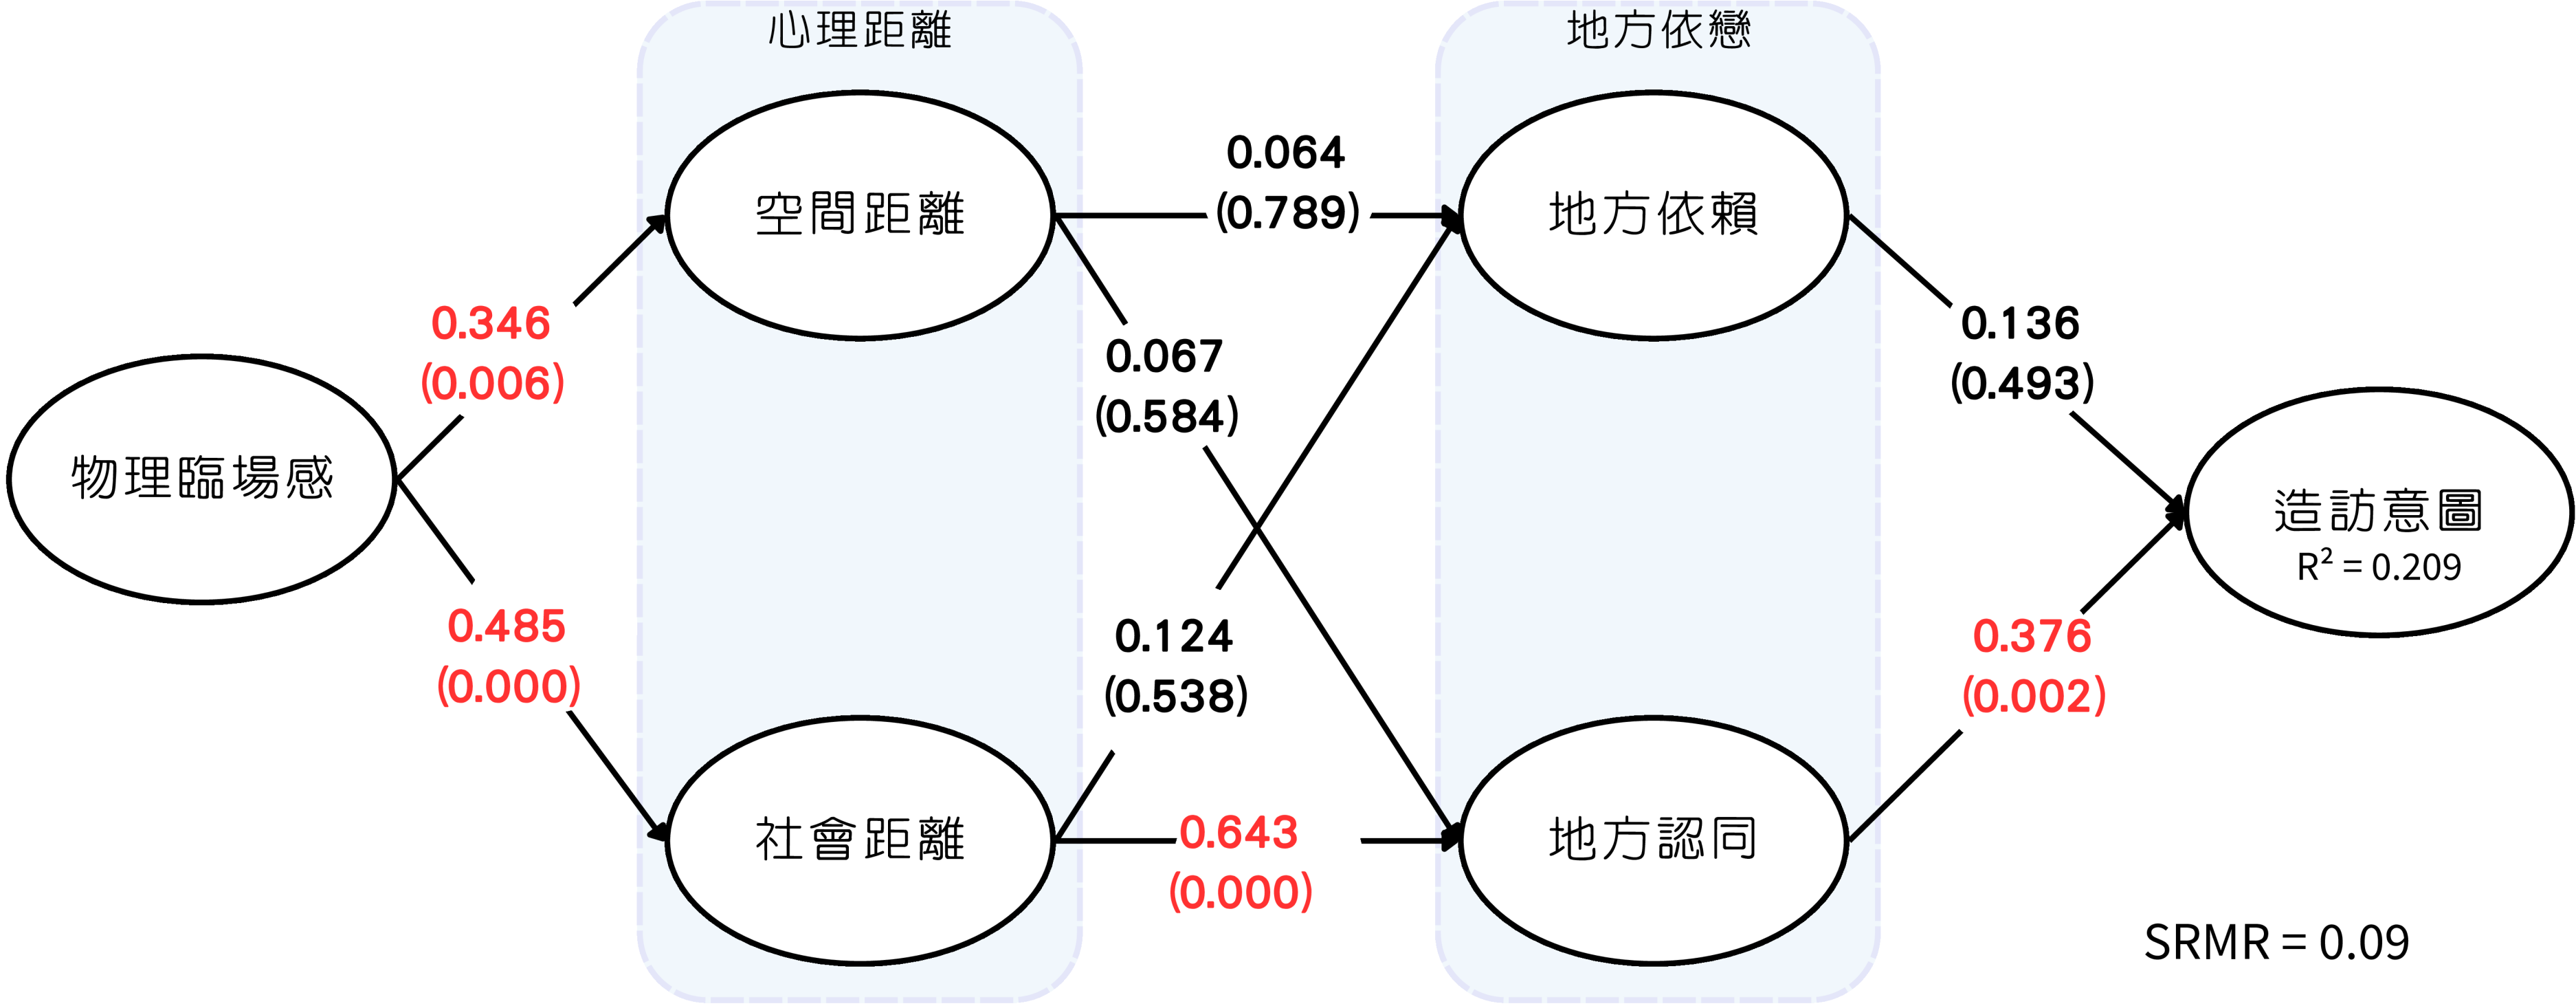 心理距離
地方依戀
空間距離
0.064
(0.789)
地方依賴
0.346
(0.006)
0.067
(0.584)
0.136
(0.493)
物理臨場感
造訪意圖
R² = 0.209
0.485
(0.000)
0.124
(0.538)
0.376
(0.002)
社會距離
0.643
(0.000)
地方認同
SRMR = 0.09